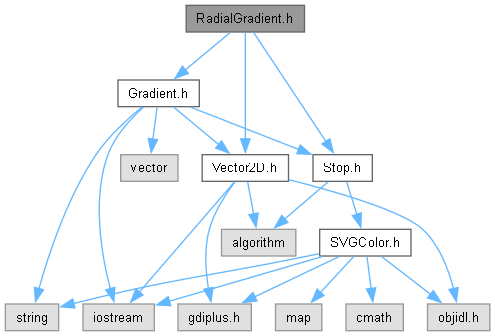 RadialGradient.h
Gradient.h
vector
Vector2D.h
Stop.h
algorithm
SVGColor.h
string
iostream
gdiplus.h
map
cmath
objidl.h